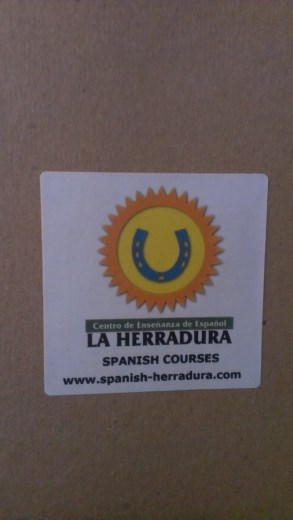 Centro de Enseñanza de Español
LA HERRADURA
SPANISH COURSES
www.spanish-herradura.com